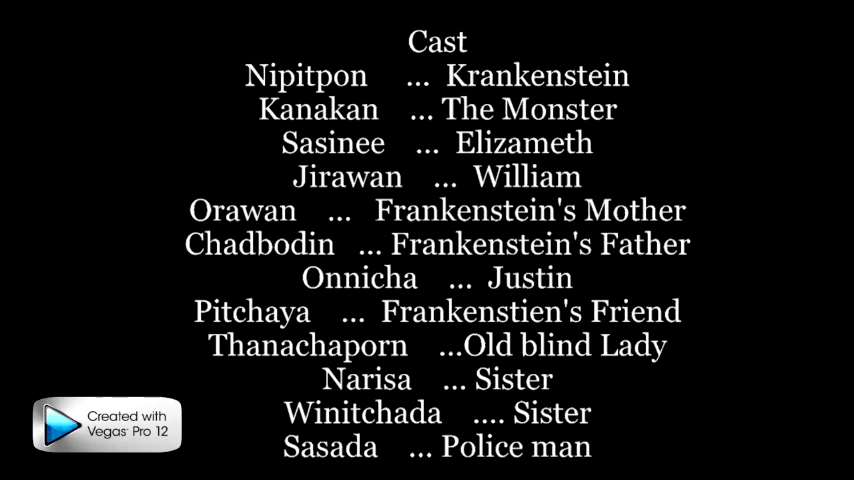 Cast
Nipitpon ... Krankenstein
Kanakan ... The Monster
Sasinee ... Elizameth
Jirawan ... William
Orawan ... Frankenstein's Mother
Chadbodin ... Frankenstein's Father
Onnicha ... Justin
Pitchaya ... Frankenstien's Friend
Thanachaporn ...Old blind Lady
Narisa ... Sister
Winitchada .... Sister
Sasada ... Police man
Created with
Vegas™ Pro 12